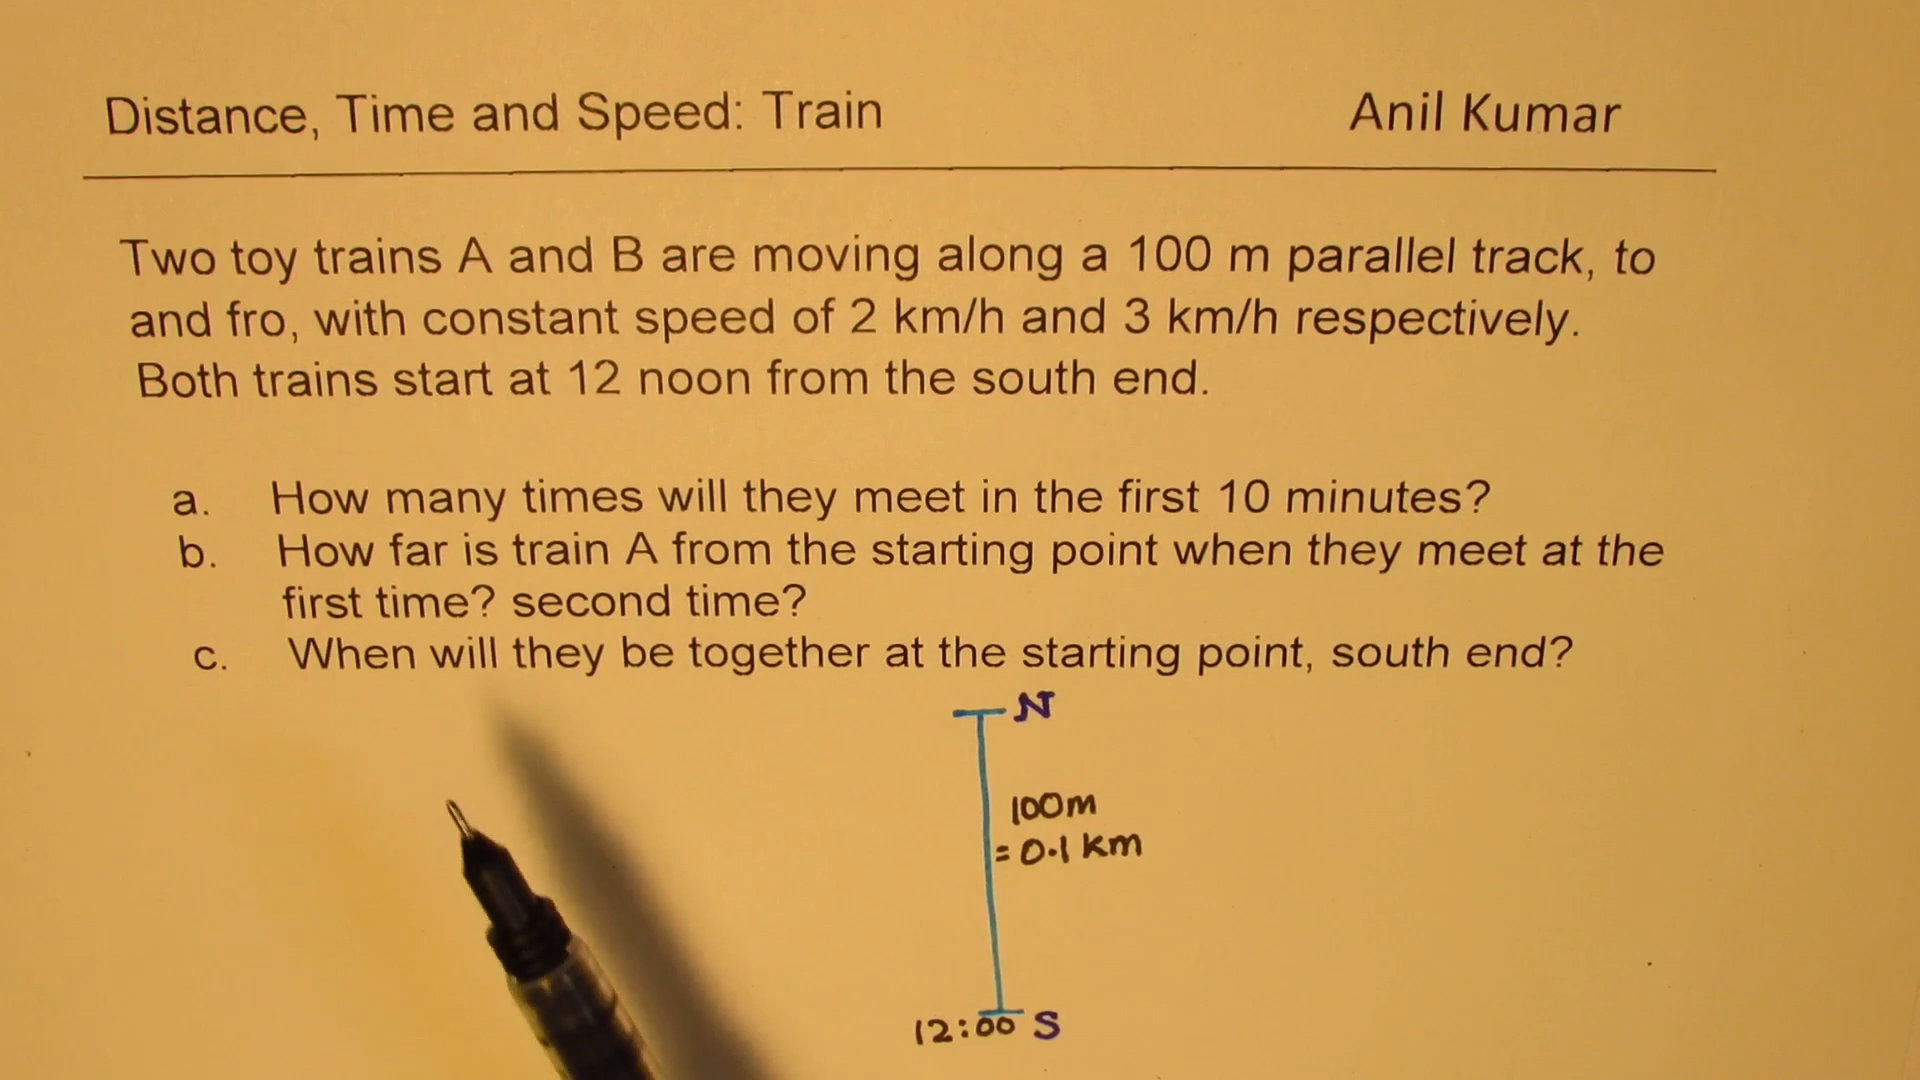 Distance, Time and Speed: Train Anil Kumar
Two toy trains A and B are moving along a 100 m parallel track, to
and fro, with constant speed of 2 km/h and 3 km/h respectively.
Both trains start at 12 noon from the south end.
a. How many times will they meet in the first 10 minutes?
b. How far is train A from the starting point when they meet at the
first time? second time?
c. When will they be together at the starting point, south end?
N
100m
= 0.1 km
12:00 S